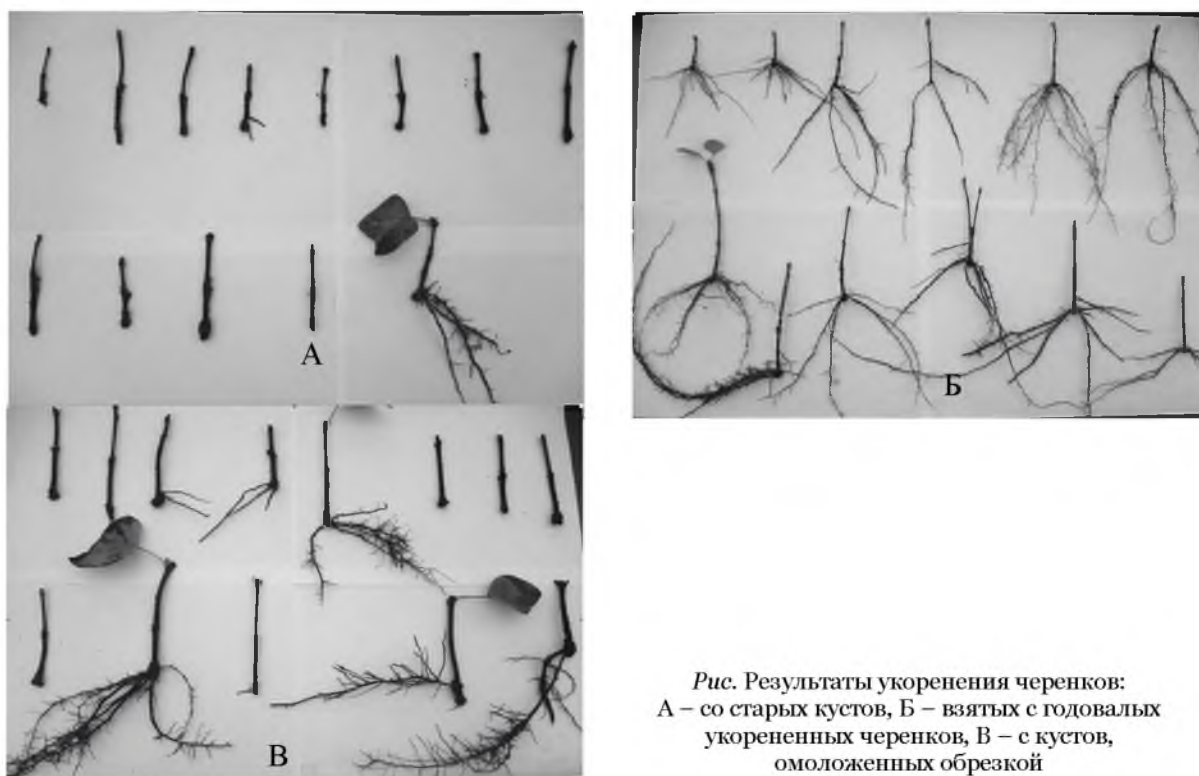 А
Б
В
Рис. Результаты укоренения черенков:
А – со старых кустов, Б – взятых с годовалых
укорененных черенков, В – с кустов,
омоложенных обрезкой